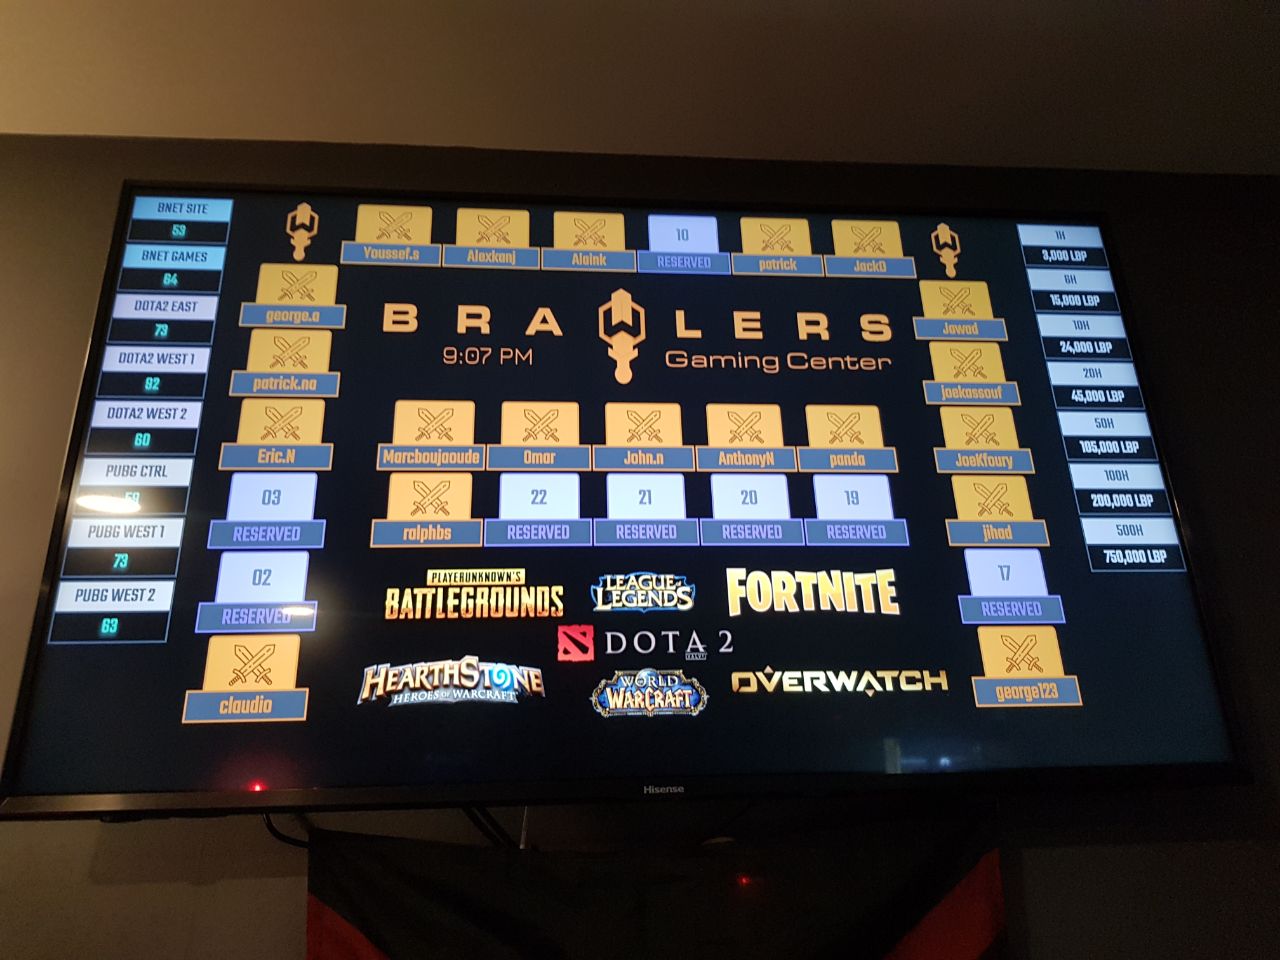 BNET SITE
53
BNET GAMES
64
DOTA2 EAST
73
DOTA2 WEST 1
92
DOTA2 WEST 2
60
PUBG CTRL
PUBG WEST 1
73
PUBG WEST 2
63
Youssef.s
Alaxkanj
Alaink
10
RESERVED
patrick
JackD
george.a
patrick.na
Eric.N
03
RESERVED
02
RESERVED
claudio
BRAWLERS
9:07 PM
Gaming Center
Marcboujaoude
Omar
John.n
AnthonyN
panda
ralphbs
22
RESERVED
21
RESERVED
20
RESERVED
19
RESERVED
PLAYERUNKNOWN'S
BATTLEGROUNDS
LEAGUE OF
LEGENDS
FORTNITE
DOTA 2
HEARTHSTONE
HEROES OF WARCRAFT
WORLD
OF
WARCRAFT
OVERWATCH
Jawad
joekassouf
JoeKfoury
jihad
17
RESERVED
george123
1H
3,000 LBP
6H
15,000 LBP
10H
24,000 LBP
20H
45,000 LBP
50H
105,000 LBP
100H
200,000 LBP
500H
750,000 LBP
Hisense